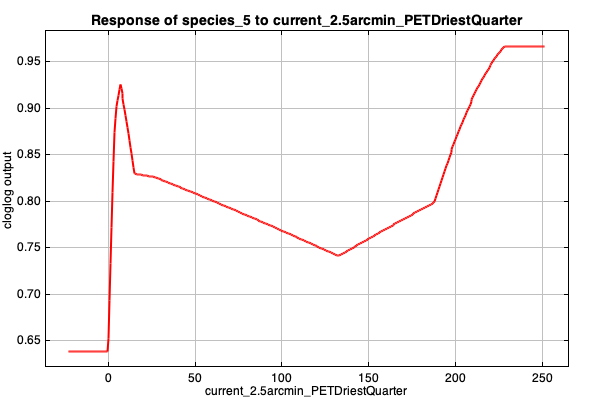 Response of species_5 to current_2.5arcmin_PETDriestQuarter
0.95
0.90
0.85
0.80
0.75
0.70
0.65
cloglog output
0 50 100 150 200 250
current_2.5arcmin_PETDriestQuarter